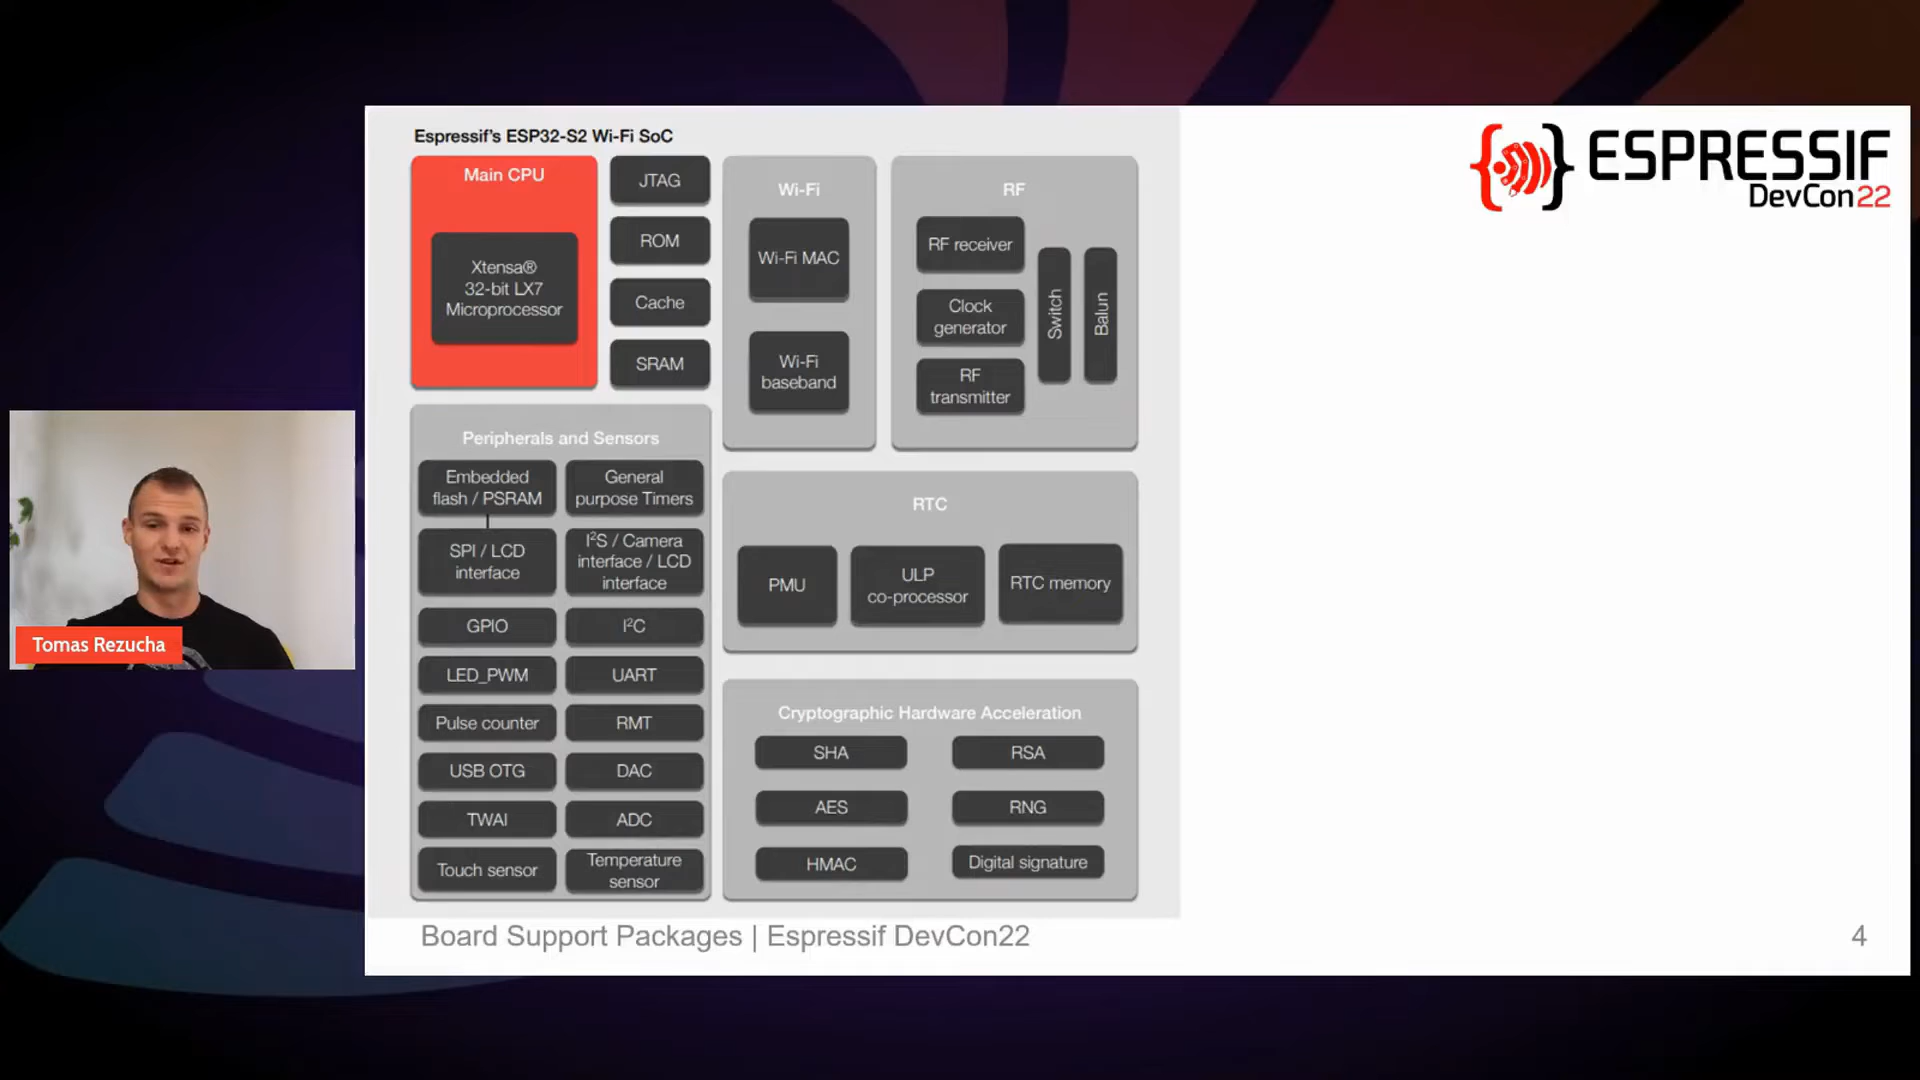 Espressif's ESP32-S2 Wi-Fi SoC
Main CPU
Xtensa®
32-bit LX7
Microprocessor
JTAG
ROM
Cache
SRAM
Wi-Fi
Wi-Fi MAC
Wi-Fi
baseband
RF
RF receiver
Clock
generator
RF
transmitter
Switch
Balun
ESPRESSIF
DevCon22
Peripherals and Sensors
Embedded
flash / PSRAM
General
purpose Timers
SPI / LCD
interface
I²S / Camera
interface / LCD
interface
GPIO
I²C
LED_PWM
UART
Pulse counter
RMT
USB OTG
DAC
TWAI
ADC
Touch sensor
Temperature
sensor
RTC
PMU
ULP
co-processor
RTC memory
Cryptographic Hardware Acceleration
SHA
RSA
AES
RNG
HMAC
Digital signature
Tomas Rezucha
Board Support Packages | Espressif DevCon22
4